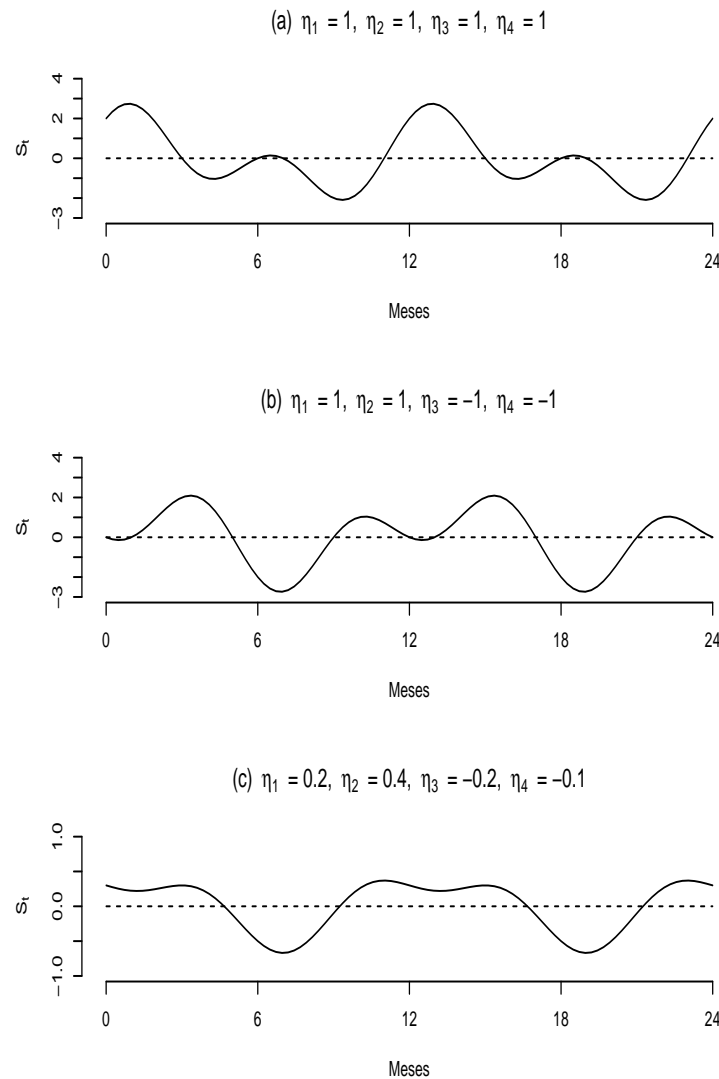 (a) η₁ = 1, η₂ = 1, η₃ = 1, η₄ = 1
4
2
0
−3
Sₜ
0 6 12 18 24
Meses
(b) η₁ = 1, η₂ = 1, η₃ = −1, η₄ = −1
4
2
0
−3
Sₜ
0 6 12 18 24
Meses
(c) η₁ = 0.2, η₂ = 0.4, η₃ = −0.2, η₄ = −0.1
1.0
0.0
−1.0
Sₜ
0 6 12 18 24
Meses